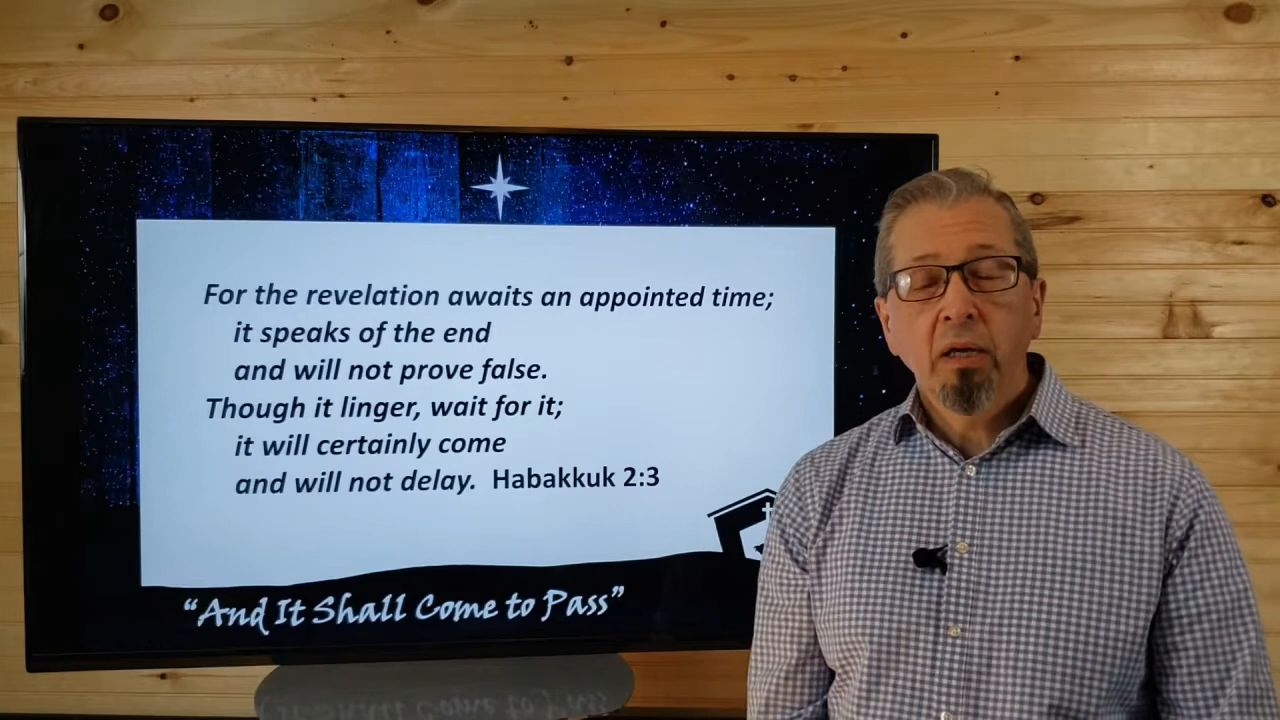 For the revelation awaits an appointed time;
it speaks of the end
and will not prove false.
Though it linger, wait for it;
it will certainly come
and will not delay. Habakkuk 2:3
“And It Shall Come to Pass”